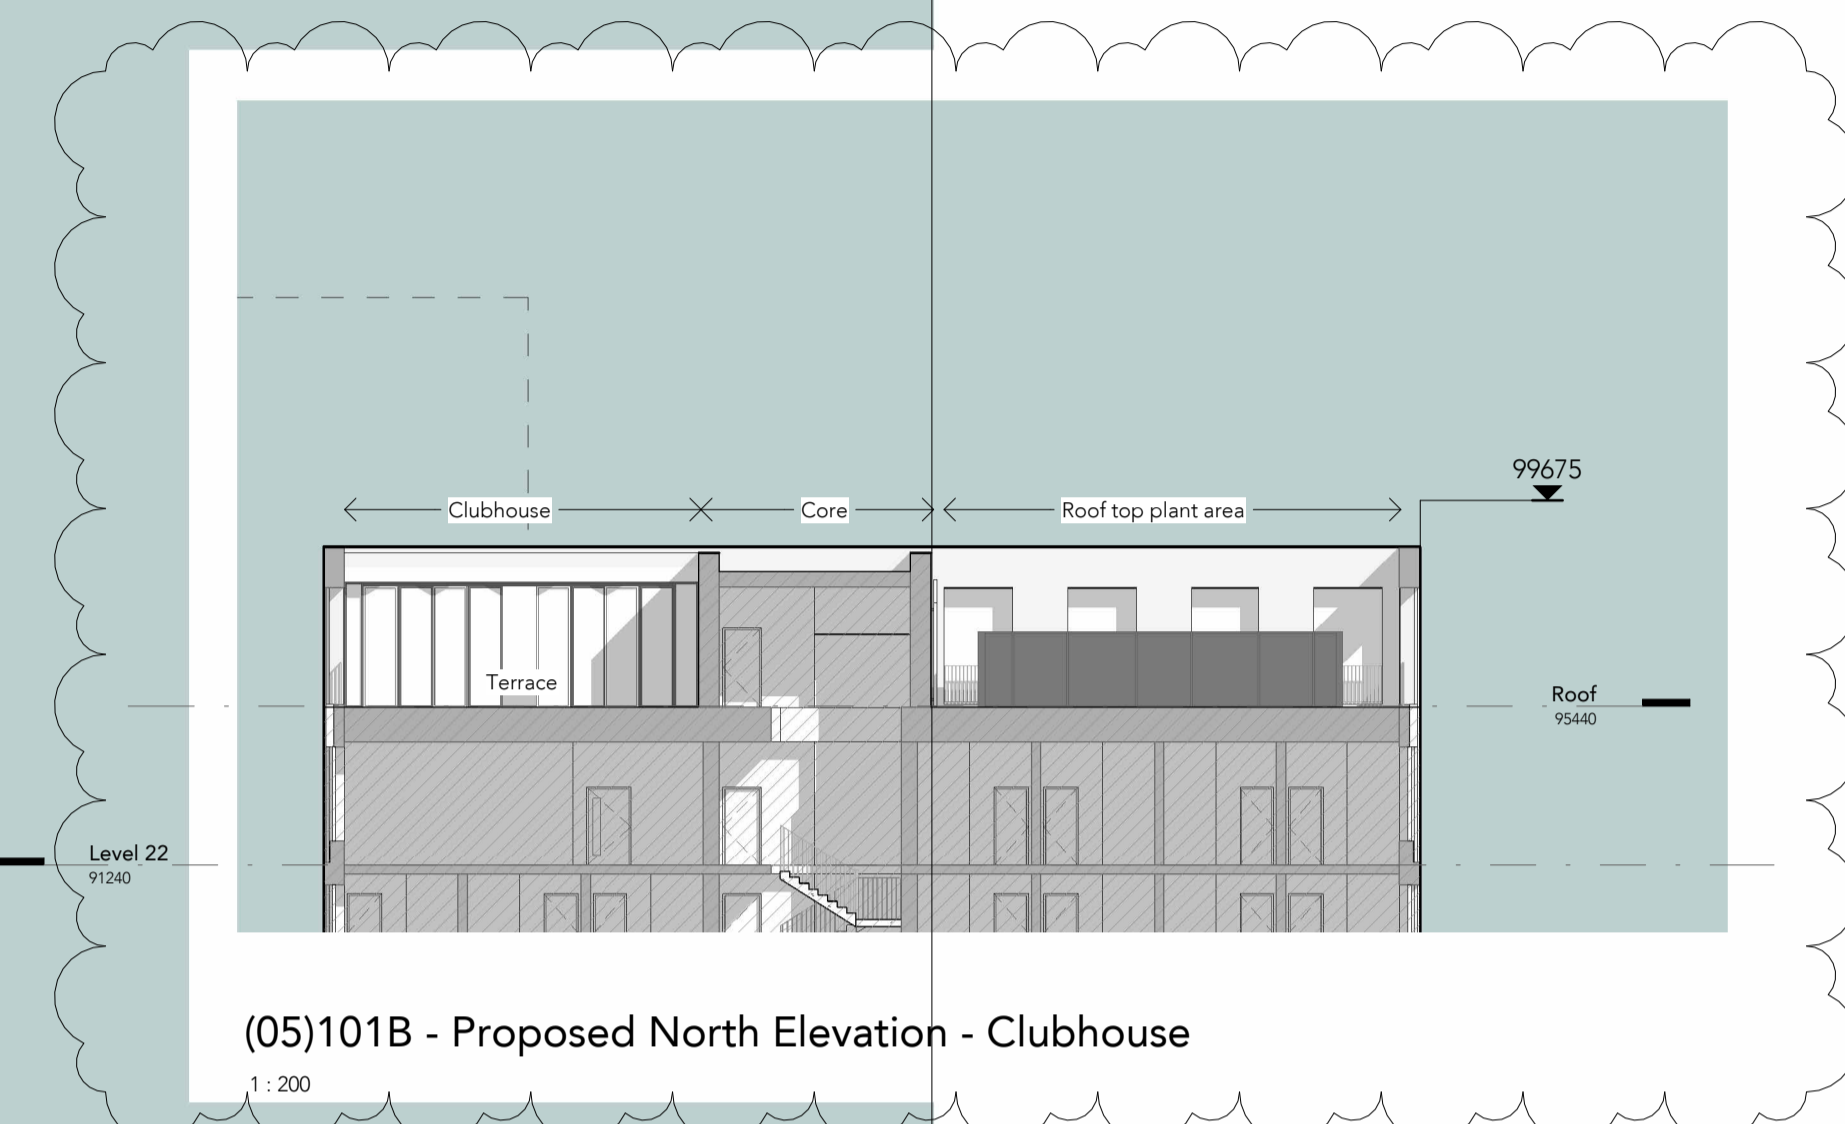 99675
Clubhouse
Core
Roof top plant area
Terrace
Roof
95440
Level 22
91240
(05)101B - Proposed North Elevation - Clubhouse
1 : 200